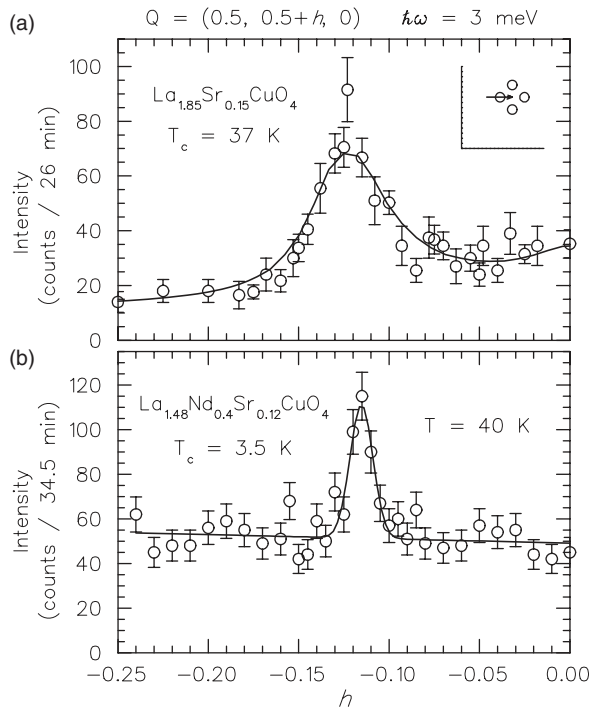 Q = (0.5, 0.5+h, 0) ħω = 3 meV
(a)
100
80
60
40
20
0
Intensity
(counts / 26 min)
La1.85Sr0.15CuO4
Tc = 37 K
(b)
120
100
80
60
40
20
0
Intensity
(counts / 34.5 min)
La1.48Nd0.4Sr0.12CuO4
Tc = 3.5 K
T = 40 K
−0.25 −0.20 −0.15 −0.10 −0.05 0.00
h